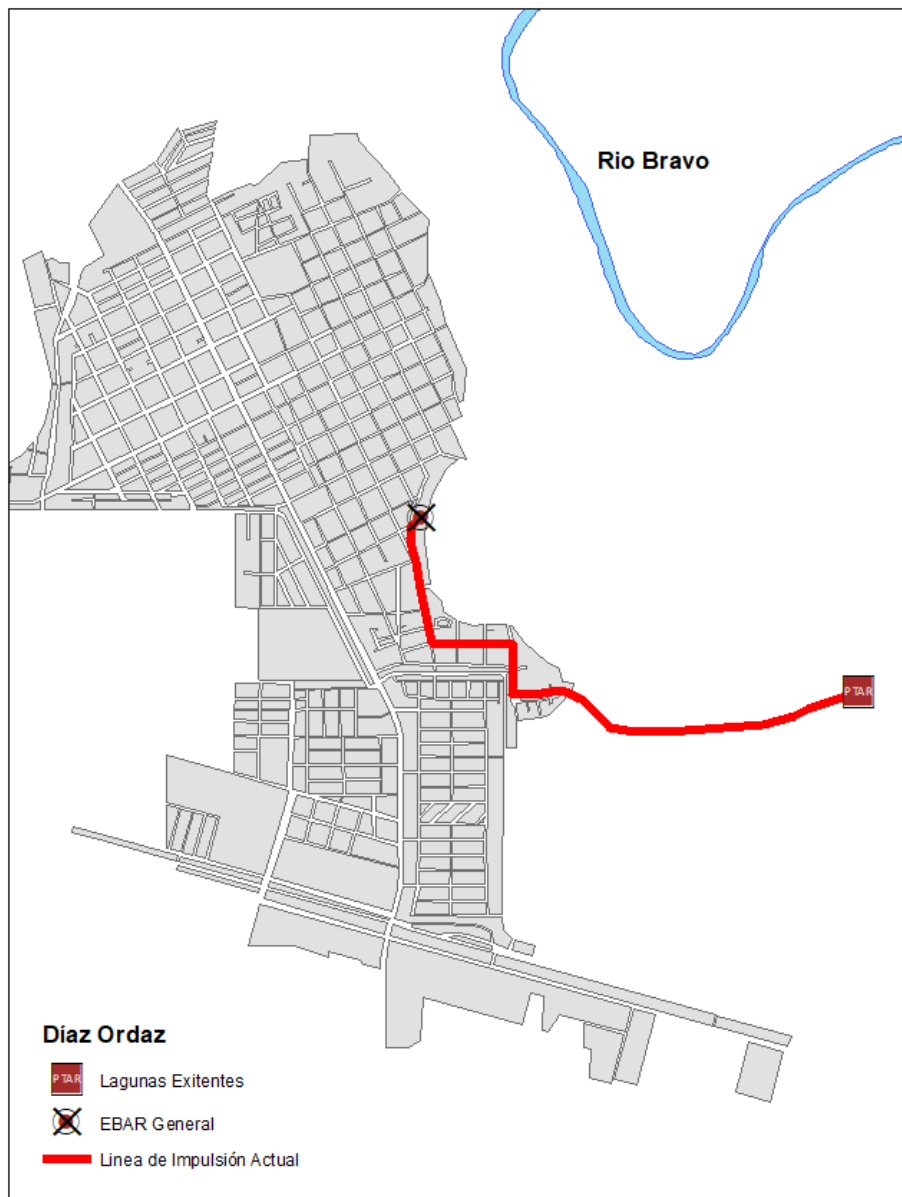 Rio Bravo
PTAR
Díaz Ordaz
PTAR
Lagunas Exitentes
EBAR General
Linea de Impulsión Actual